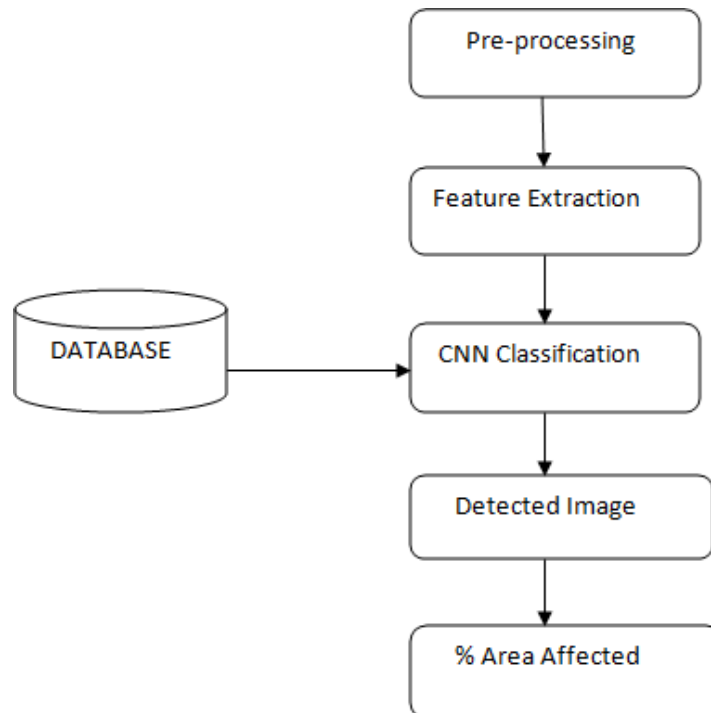 Pre-processing
Feature Extraction
DATABASE
CNN Classification
Detected Image
% Area Affected